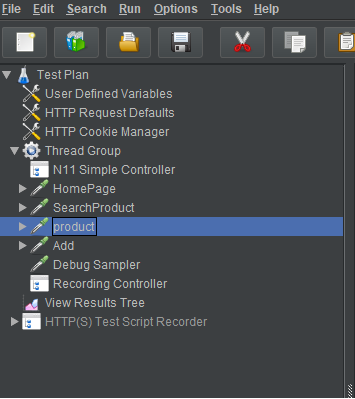 File Edit Search Run Options Tools Help
Test Plan
User Defined Variables
HTTP Request Defaults
HTTP Cookie Manager
Thread Group
N11 Simple Controller
HomePage
SearchProduct
product
Add
Debug Sampler
Recording Controller
View Results Tree
HTTP(S) Test Script Recorder